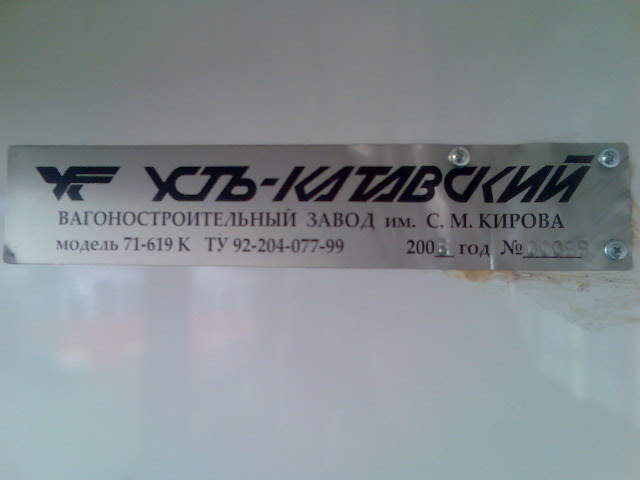 УСТЬ-КАТАВСКИЙ
ВАГОНОСТРОИТЕЛЬНЫЙ ЗАВОД им. С. М. КИРОВА
модель 71-619 К ТУ 92-204-077-99 год №